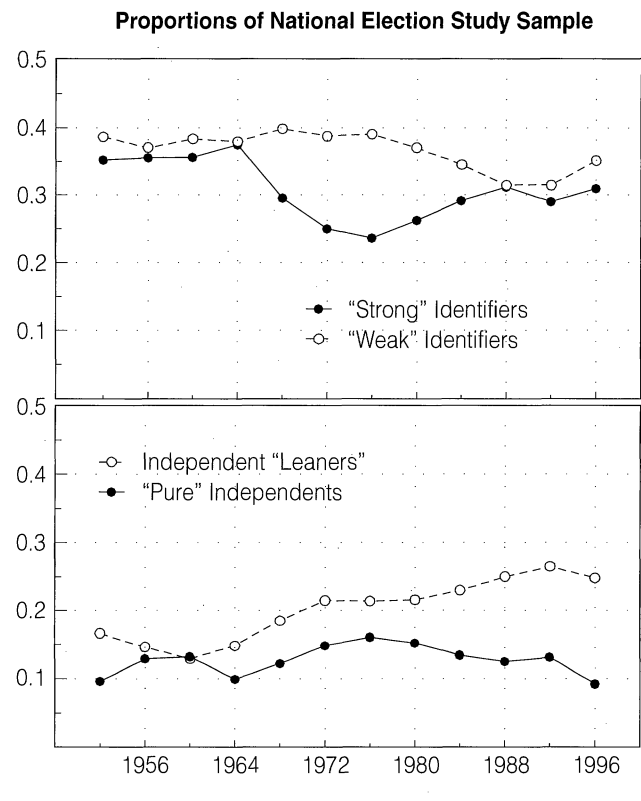 Proportions of National Election Study Sample
0.5
0.4
0.3
0.2
0.1
"Strong" Identifiers
"Weak" Identifiers
0.5
0.4
0.3
0.2
0.1
Independent "Leaners"
"Pure" Independents
1956 1964 1972 1980 1988 1996